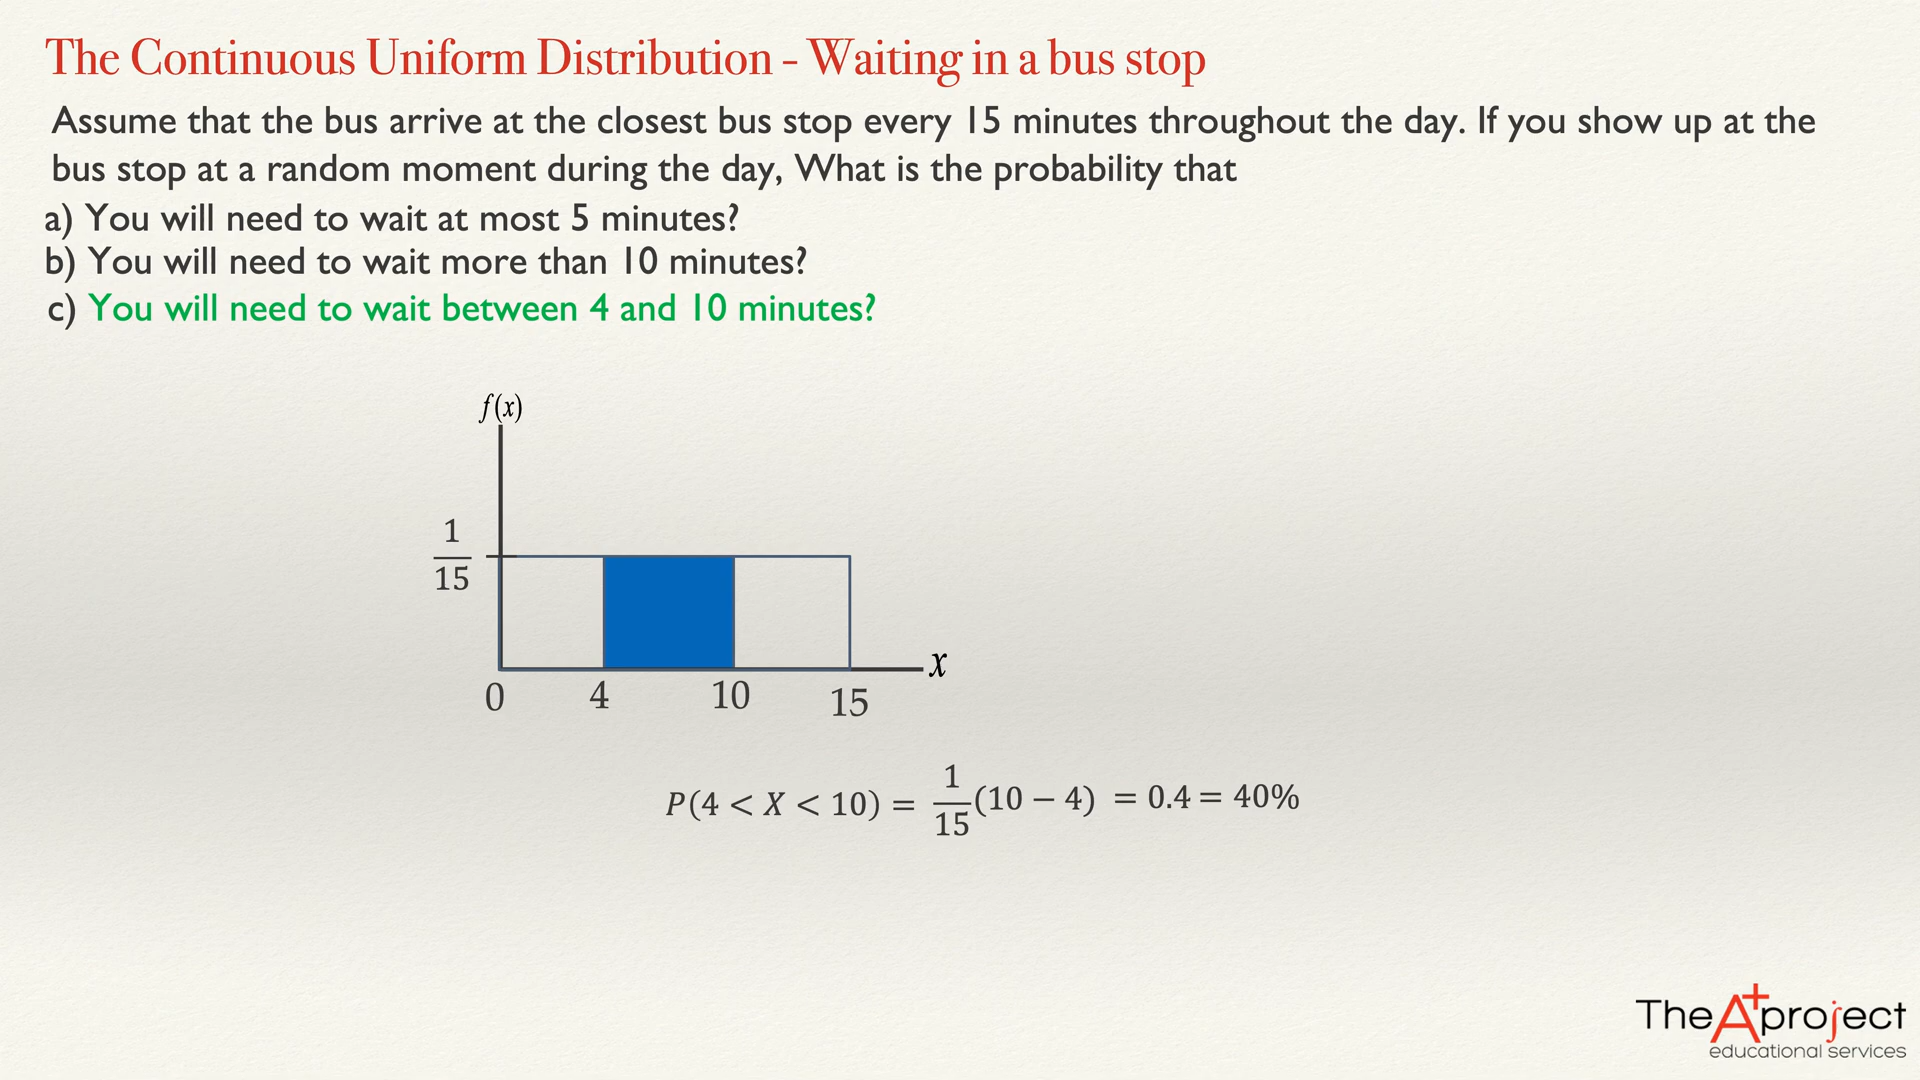 The Continuous Uniform Distribution - Waiting in a bus stop
Assume that the bus arrive at the closest bus stop every 15 minutes throughout the day. If you show up at the
bus stop at a random moment during the day, What is the probability that
a) You will need to wait at most 5 minutes?
b) You will need to wait more than 10 minutes?
c) You will need to wait between 4 and 10 minutes?
f(x)
1
15
x
0 4 10 15
P(4 < X < 10) = 1/15 (10 − 4) = 0.4 = 40%
The A+ project
educational services